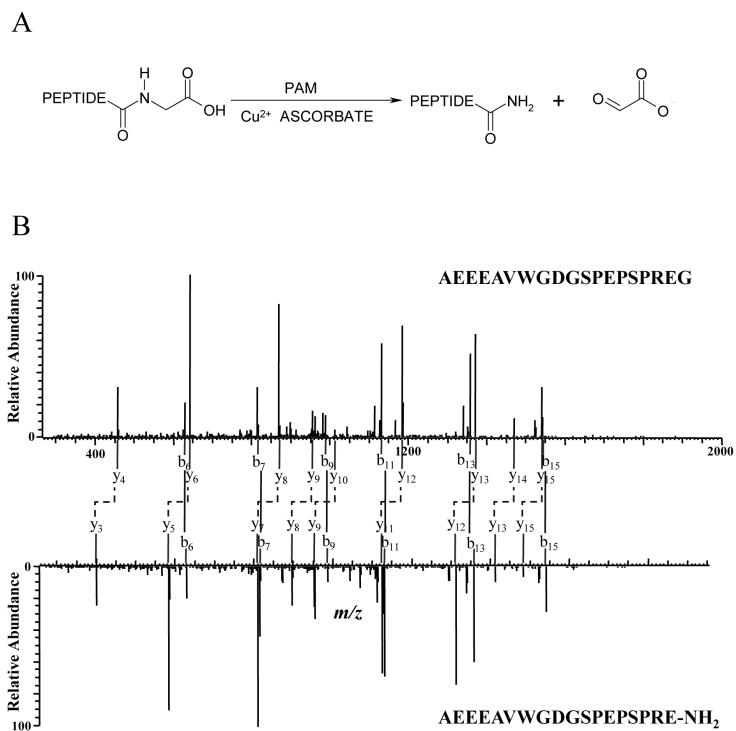 A
H
N
O
OH
PEPTIDE
O
PAM
Cu²⁺ ASCORBATE
PEPTIDE
NH₂
O
+
O
O
O⁻
B
AEEEAVWGDGSPEPSPREG
Relative Abundance
100
0
400 1200 2000
b₆ b₇ b₉ b₁₁ b₁₃ b₁₅
y₄ y₆ y₈ y₉ y₁₀ y₁₂ y₁₃ y₁₄ y₁₅
y₃ y₅ y₇ y₈ y₉ y₁₁ y₁₂ y₁₃ y₁₅
b₆ b₇ b₉ b₁₁ b₁₃ b₁₅
0
m/z
Relative Abundance
100
AEEEAVWGDGSPEPSPRE-NH₂